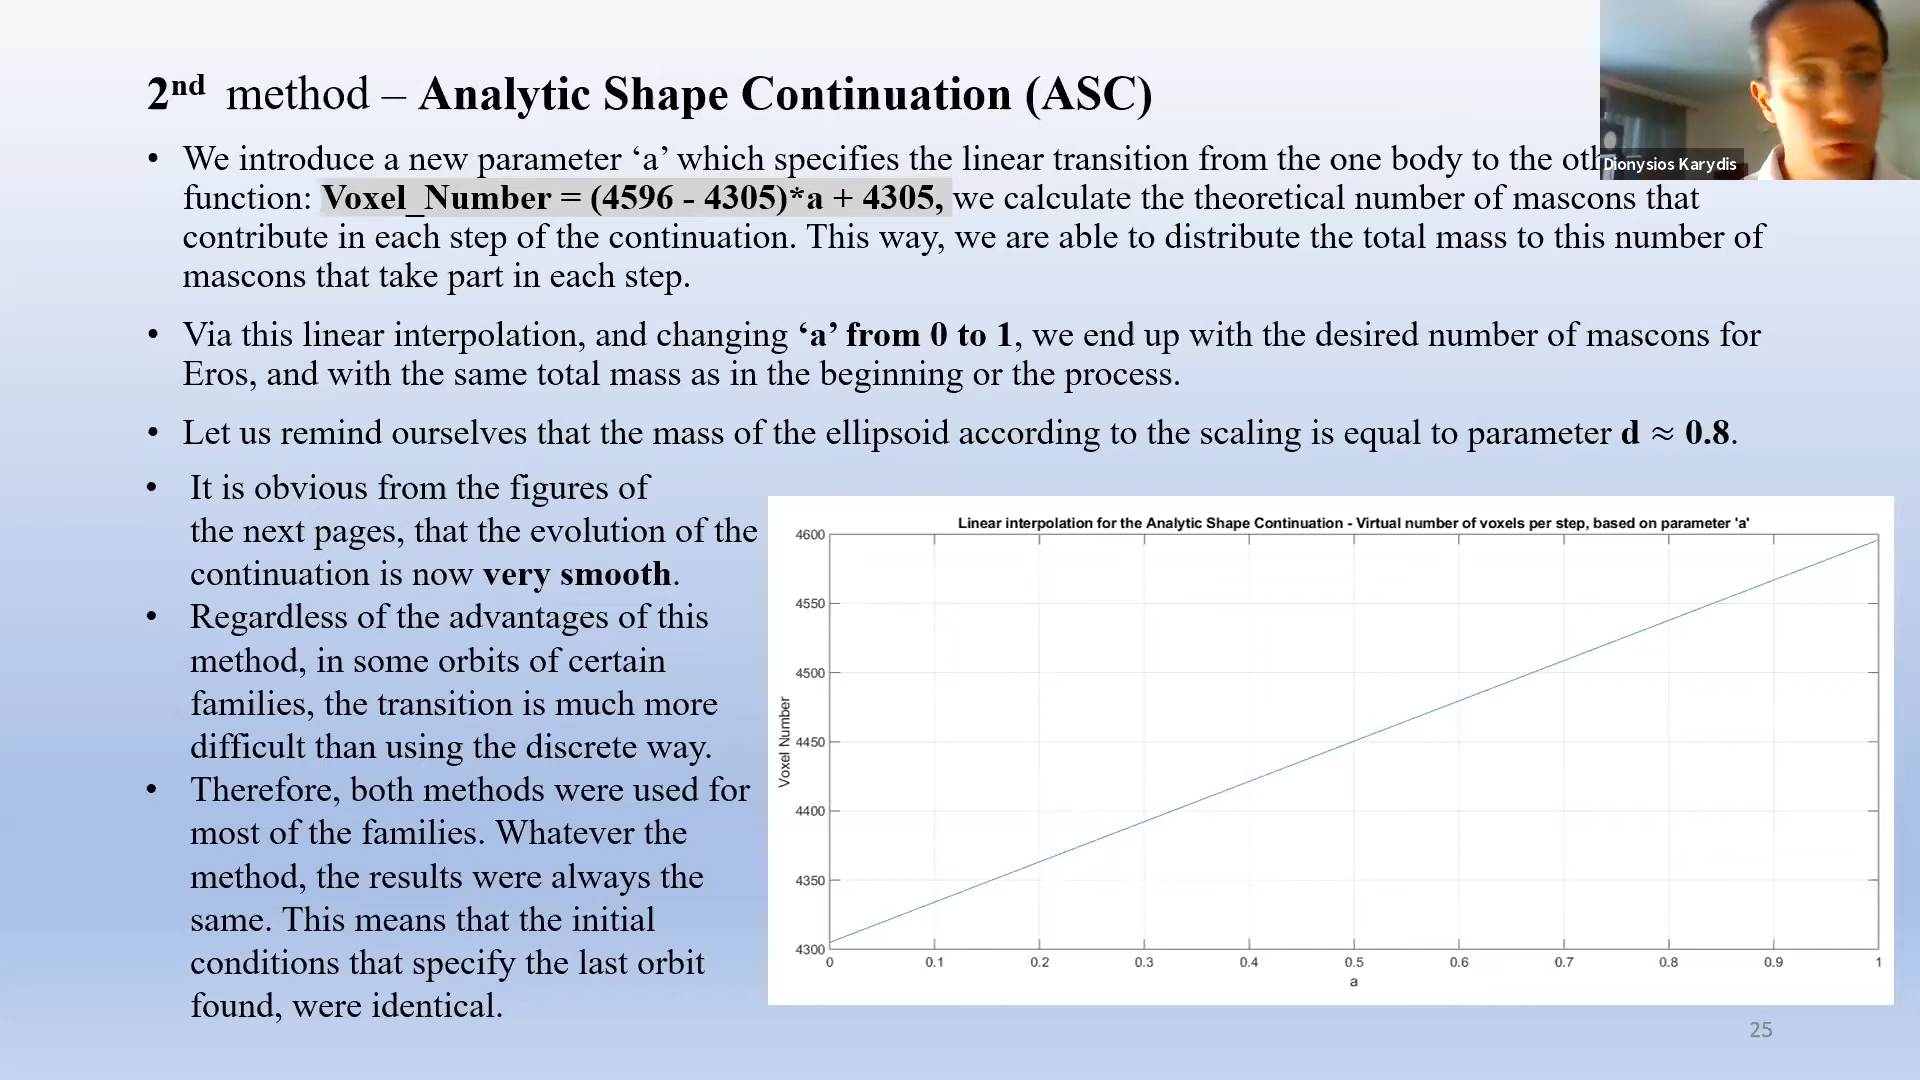 2nd method – Analytic Shape Continuation (ASC)
• We introduce a new parameter ‘a’ which specifies the linear transition from the one body to the
function: Voxel_Number = (4596 - 4305)*a + 4305, we calculate the theoretical number of mascons that
contribute in each step of the continuation. This way, we are able to distribute the total mass to this number of
mascons that take part in each step.
• Via this linear interpolation, and changing ‘a’ from 0 to 1, we end up with the desired number of mascons for
Eros, and with the same total mass as in the beginning or the process.
• Let us remind ourselves that the mass of the ellipsoid according to the scaling is equal to parameter d ≈ 0.8.
• It is obvious from the figures of
the next pages, that the evolution of the
continuation is now very smooth.
• Regardless of the advantages of this
method, in some orbits of certain
families, the transition is much more
difficult than using the discrete way.
• Therefore, both methods were used for
most of the families. Whatever the
method, the results were always the
same. This means that the initial
conditions that specify the last orbit
found, were identical.
Dionysios Karydis
Linear interpolation for the Analytic Shape Continuation - Virtual number of voxels per step, based on parameter 'a'
Voxel Number
4600
4550
4500
4450
4400
4350
4300
0 0.1 0.2 0.3 0.4 0.5 0.6 0.7 0.8 0.9 1
a
25